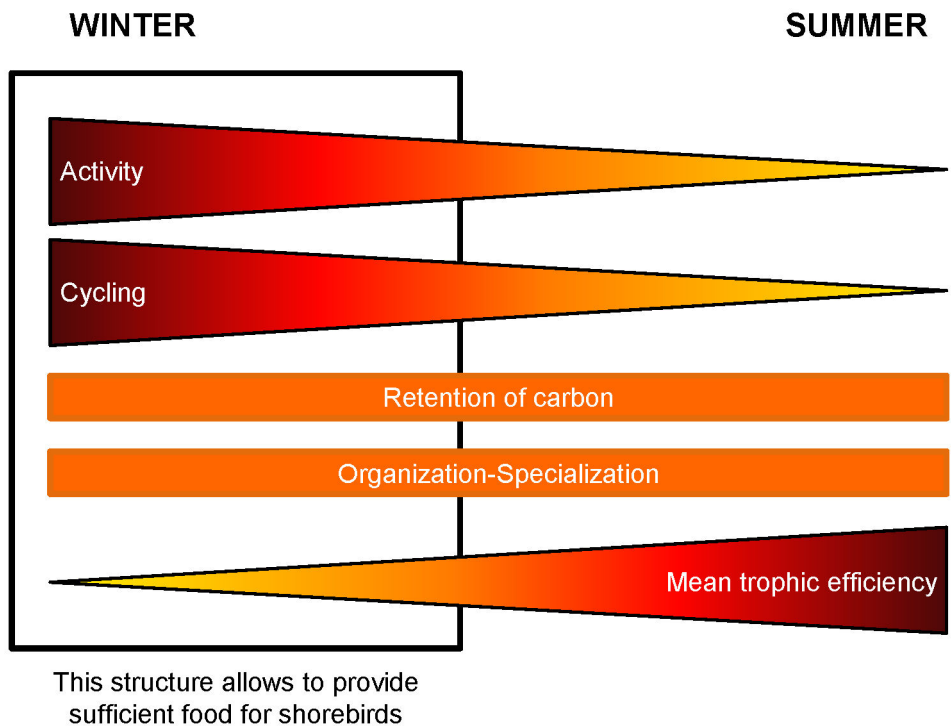 WINTER
SUMMER
Activity
Cycling
Retention of carbon
Organization-Specialization
Mean trophic efficiency
This structure allows to provide
sufficient food for shorebirds